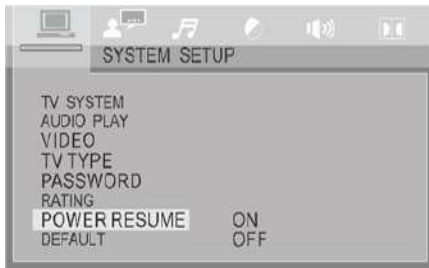 SYSTEM SETUP
TV SYSTEM
AUDIO PLAY
VIDEO
TV TYPE
PASSWORD
RATING
POWER RESUME ON
DEFAULT OFF